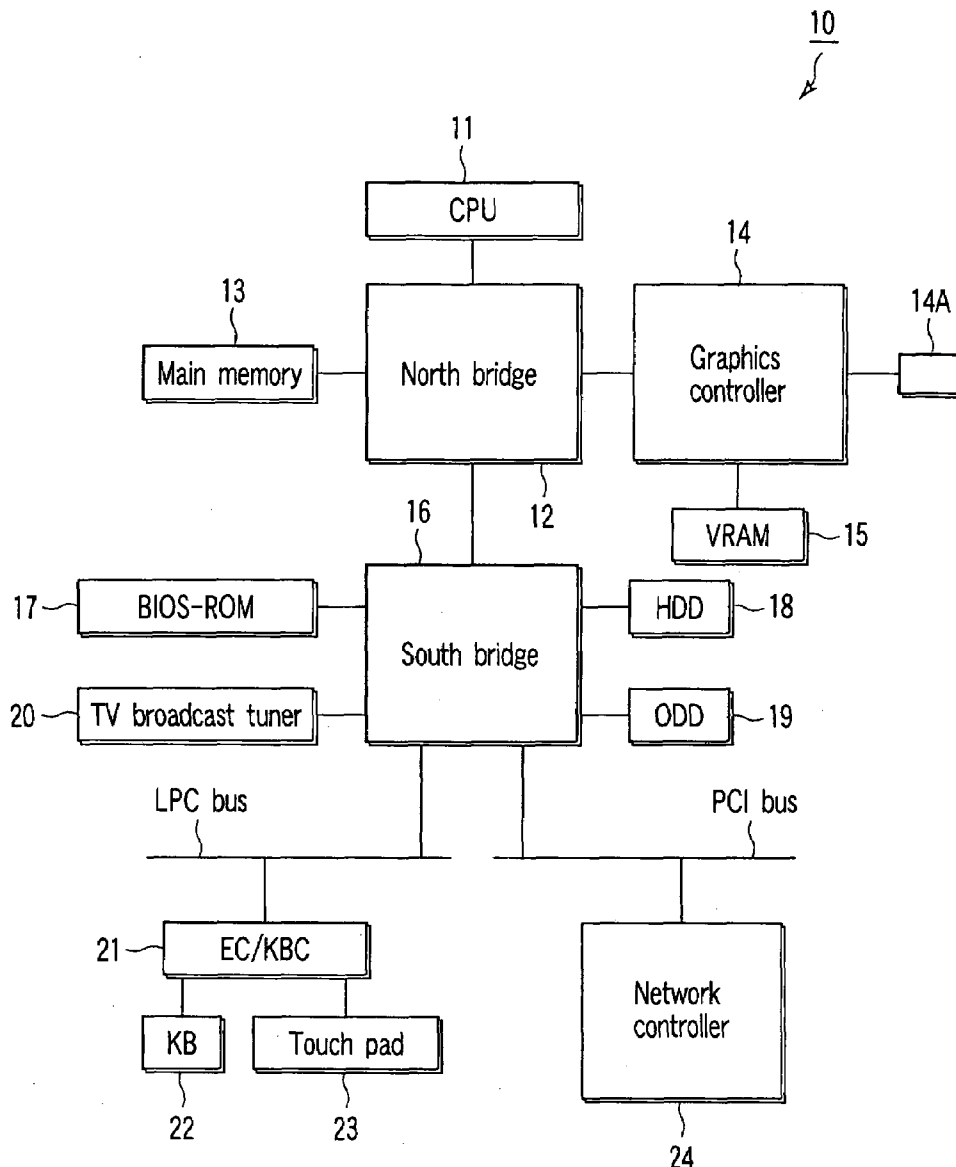 10
11
CPU
14
13
14A
Main memory
North bridge
Graphics
controller
16
12
VRAM
15
17
BIOS-ROM
HDD
18
South bridge
20
TV broadcast tuner
ODD
19
LPC bus
PCI bus
21
EC/KBC
Network
controller
KB
Touch pad
22
23
24